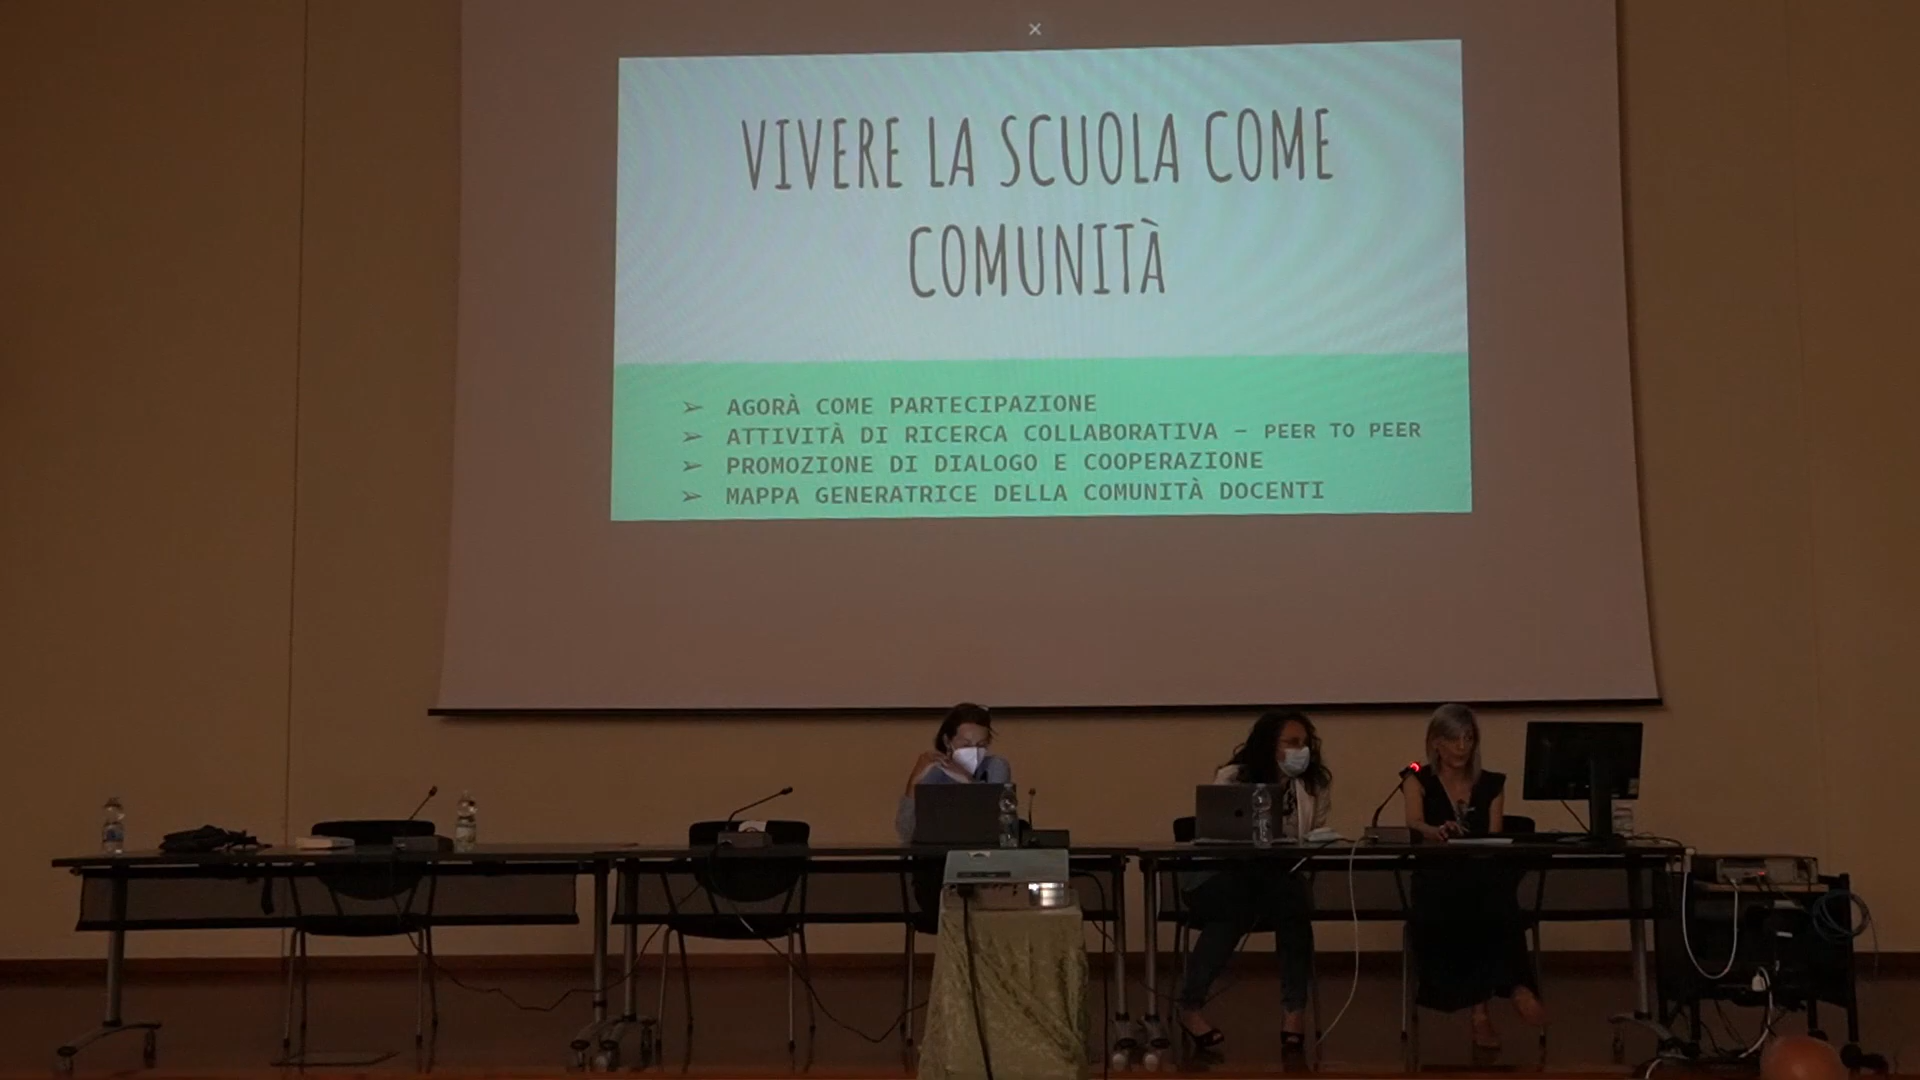 VIVERE LA SCUOLA COME
COMUNITÀ
➢ AGORÀ COME PARTECIPAZIONE
➢ ATTIVITÀ DI RICERCA COLLABORATIVA – PEER TO PEER
➢ PROMOZIONE DI DIALOGO E COOPERAZIONE
➢ MAPPA GENERATRICE DELLA COMUNITÀ DOCENTI